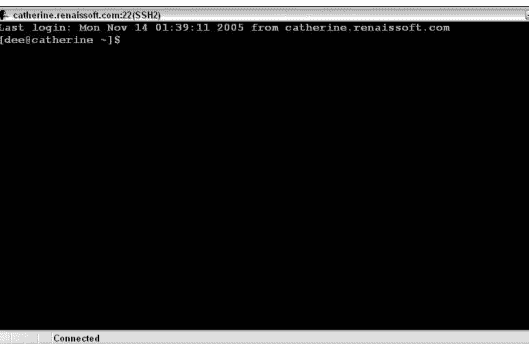 catherine.renaissoft.com:22(SSH2)
Last login: Mon Nov 14 01:39:11 2005 from catherine.renaissoft.com
[dee@catherine ~]$
Connected